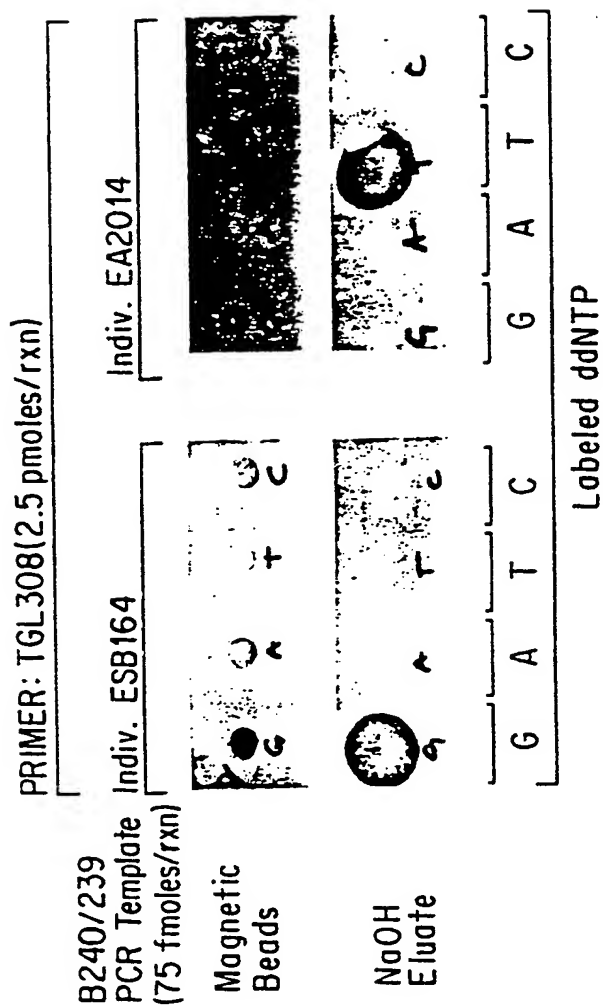 PRIMER: TGL308(2.5 pmoles/rxn)
B240/239
PCR Template
(75 fmoles/rxn)
Indiv. ESB164
Indiv. EA2014
Magnetic
Beads
G A T C
NaOH
Eluate
G A T C
G A T C
G A T C
G A T C
Labeled ddNTP